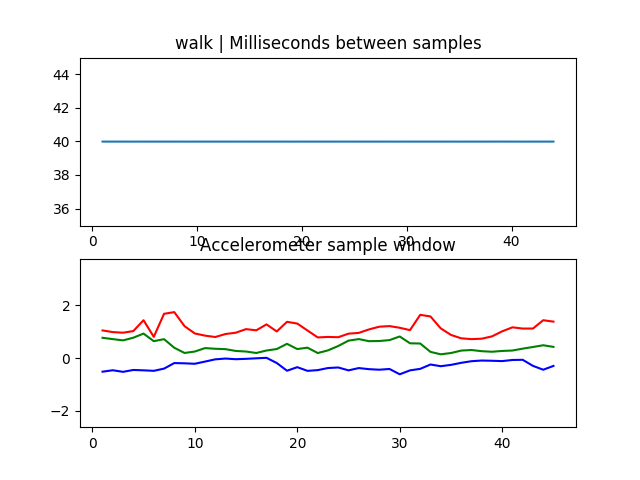 walk | Milliseconds between samples
44
42
40
38
36
0 10 20 30 40
Accelerometer sample window
2
0
−2
0 10 20 30 40